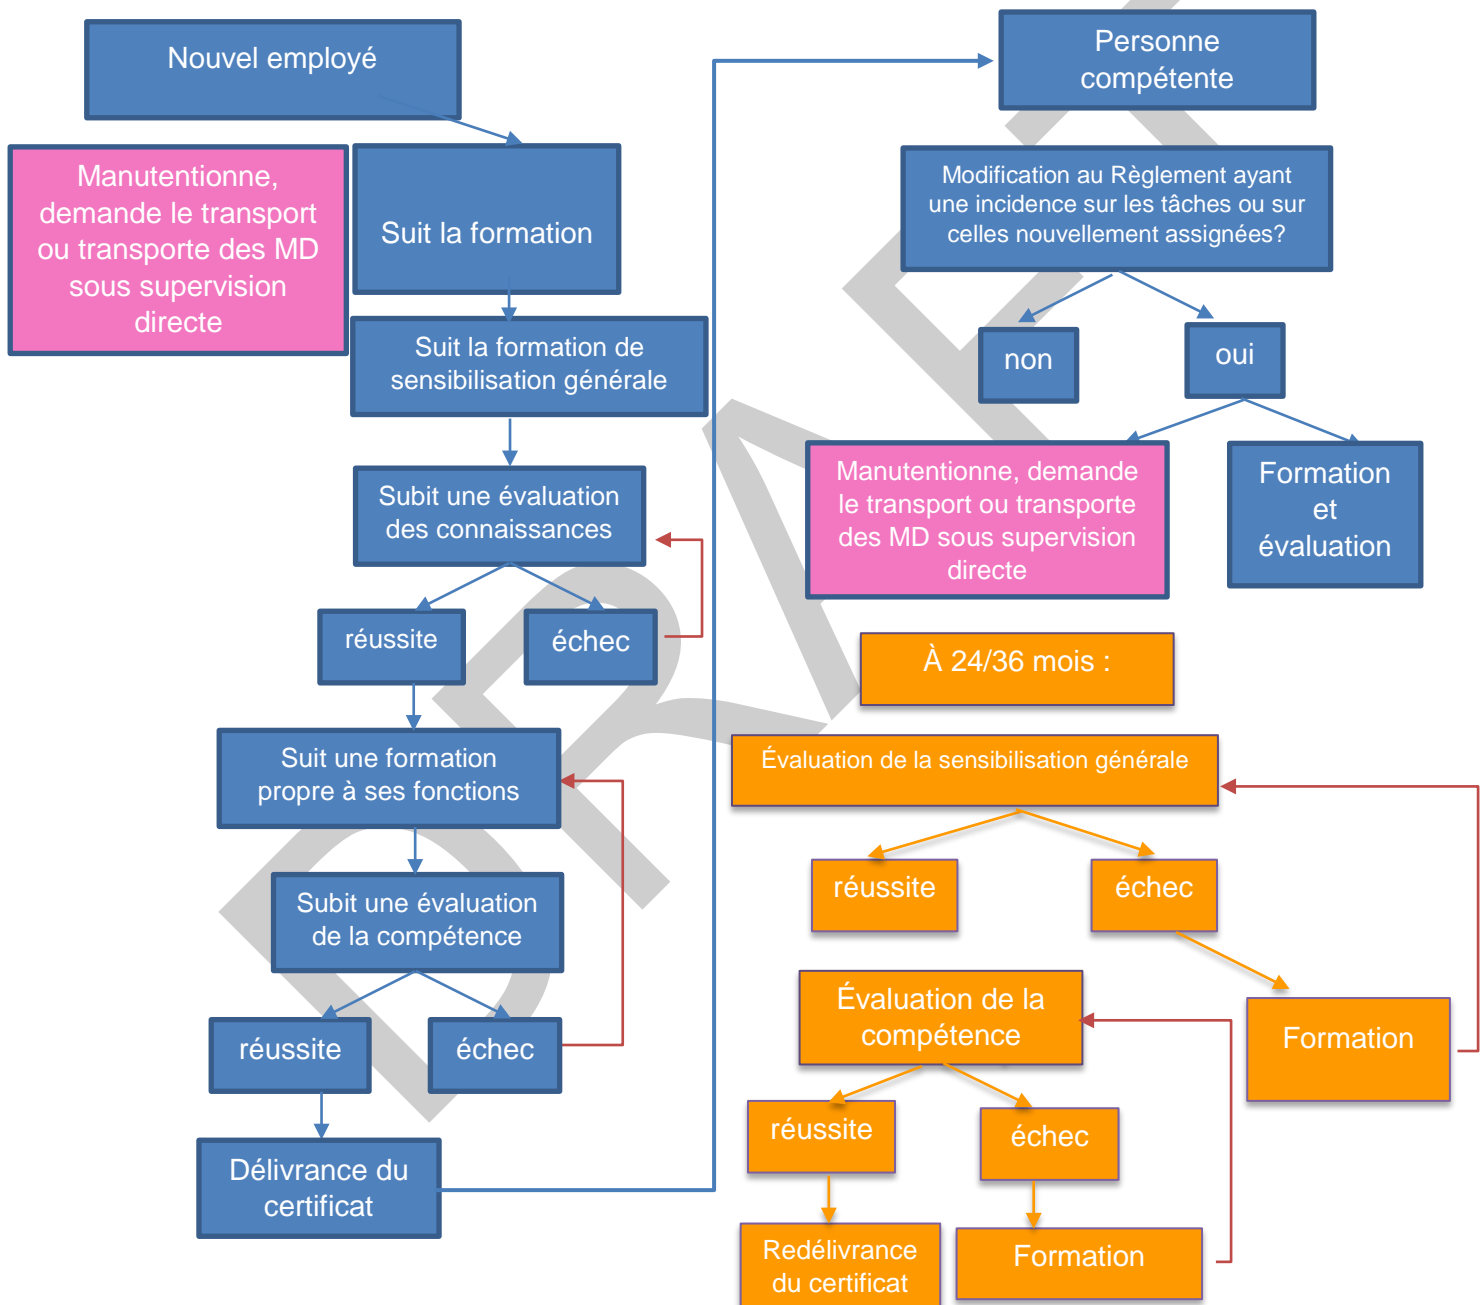 Nouvel employé
Manutentionne,
demande le transport
ou transporte des MD
sous supervision
directe
Suit la formation
Suit la formation de
sensibilisation générale
Subit une évaluation
des connaissances
réussite
échec
Suit une formation
propre à ses fonctions
Subit une évaluation
de la compétence
réussite
échec
Délivrance du
certificat
Personne
compétente
Modification au Règlement ayant
une incidence sur les tâches ou sur
celles nouvellement assignées?
non
oui
Manutentionne, demande
le transport ou transporte
des MD sous supervision
directe
Formation
et
évaluation
À 24/36 mois :
Évaluation de la sensibilisation générale
réussite
échec
Formation
Évaluation de la
compétence
réussite
échec
Redélivrance
du certificat
Formation
DRAFT